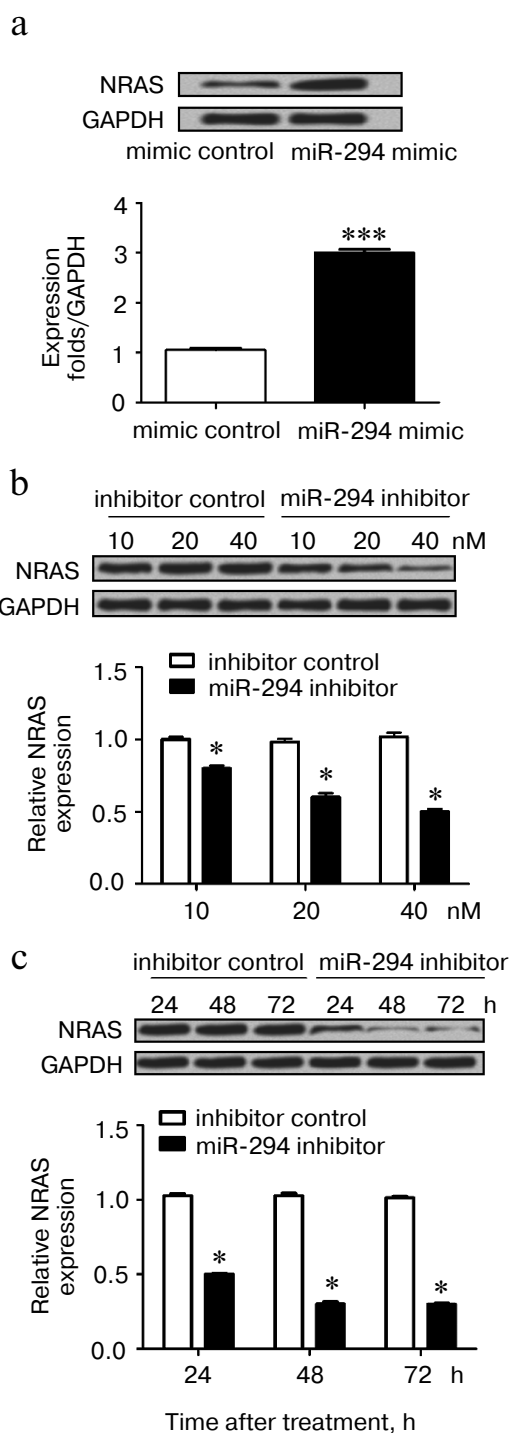 a
NRAS
GAPDH
mimic control miR-294 mimic
4
3
2
1
0
Expression
folds/GAPDH
***
mimic control miR-294 mimic
b
inhibitor control miR-294 inhibitor
10 20 40 10 20 40 nM
NRAS
GAPDH
1.5
1.0
0.5
0.0
Relative NRAS
expression
inhibitor control
miR-294 inhibitor
* * *
10 20 40 nM
c
inhibitor control miR-294 inhibitor
24 48 72 24 48 72 h
NRAS
GAPDH
1.5
1.0
0.5
0.0
Relative NRAS
expression
inhibitor control
miR-294 inhibitor
* * *
24 48 72 h
Time after treatment, h